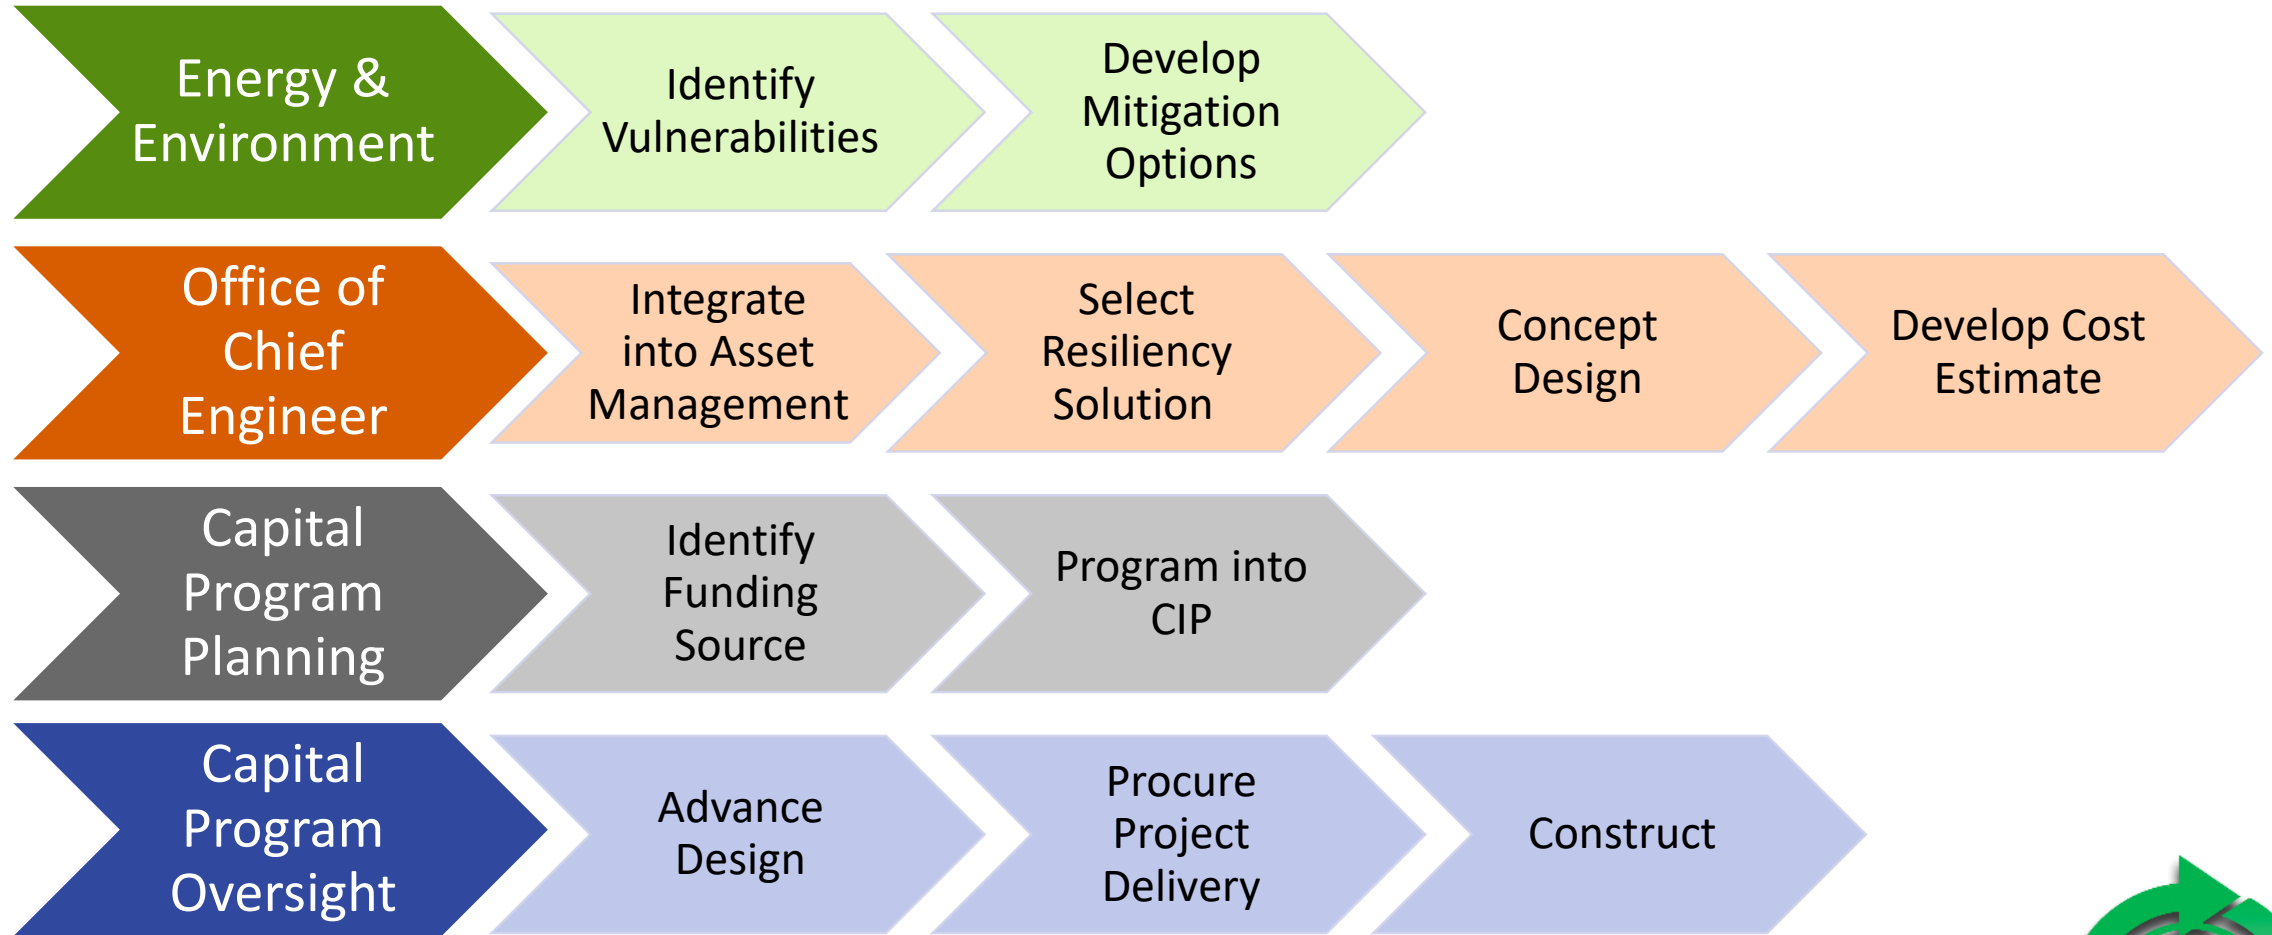 Energy &
Environment
Identify
Vulnerabilities
Develop
Mitigation
Options
Office of
Chief
Engineer
Integrate
into Asset
Management
Select
Resiliency
Solution
Concept
Design
Develop Cost
Estimate
Capital
Program
Planning
Identify
Funding
Source
Program into
CIP
Capital
Program
Oversight
Advance
Design
Procure
Project
Delivery
Construct